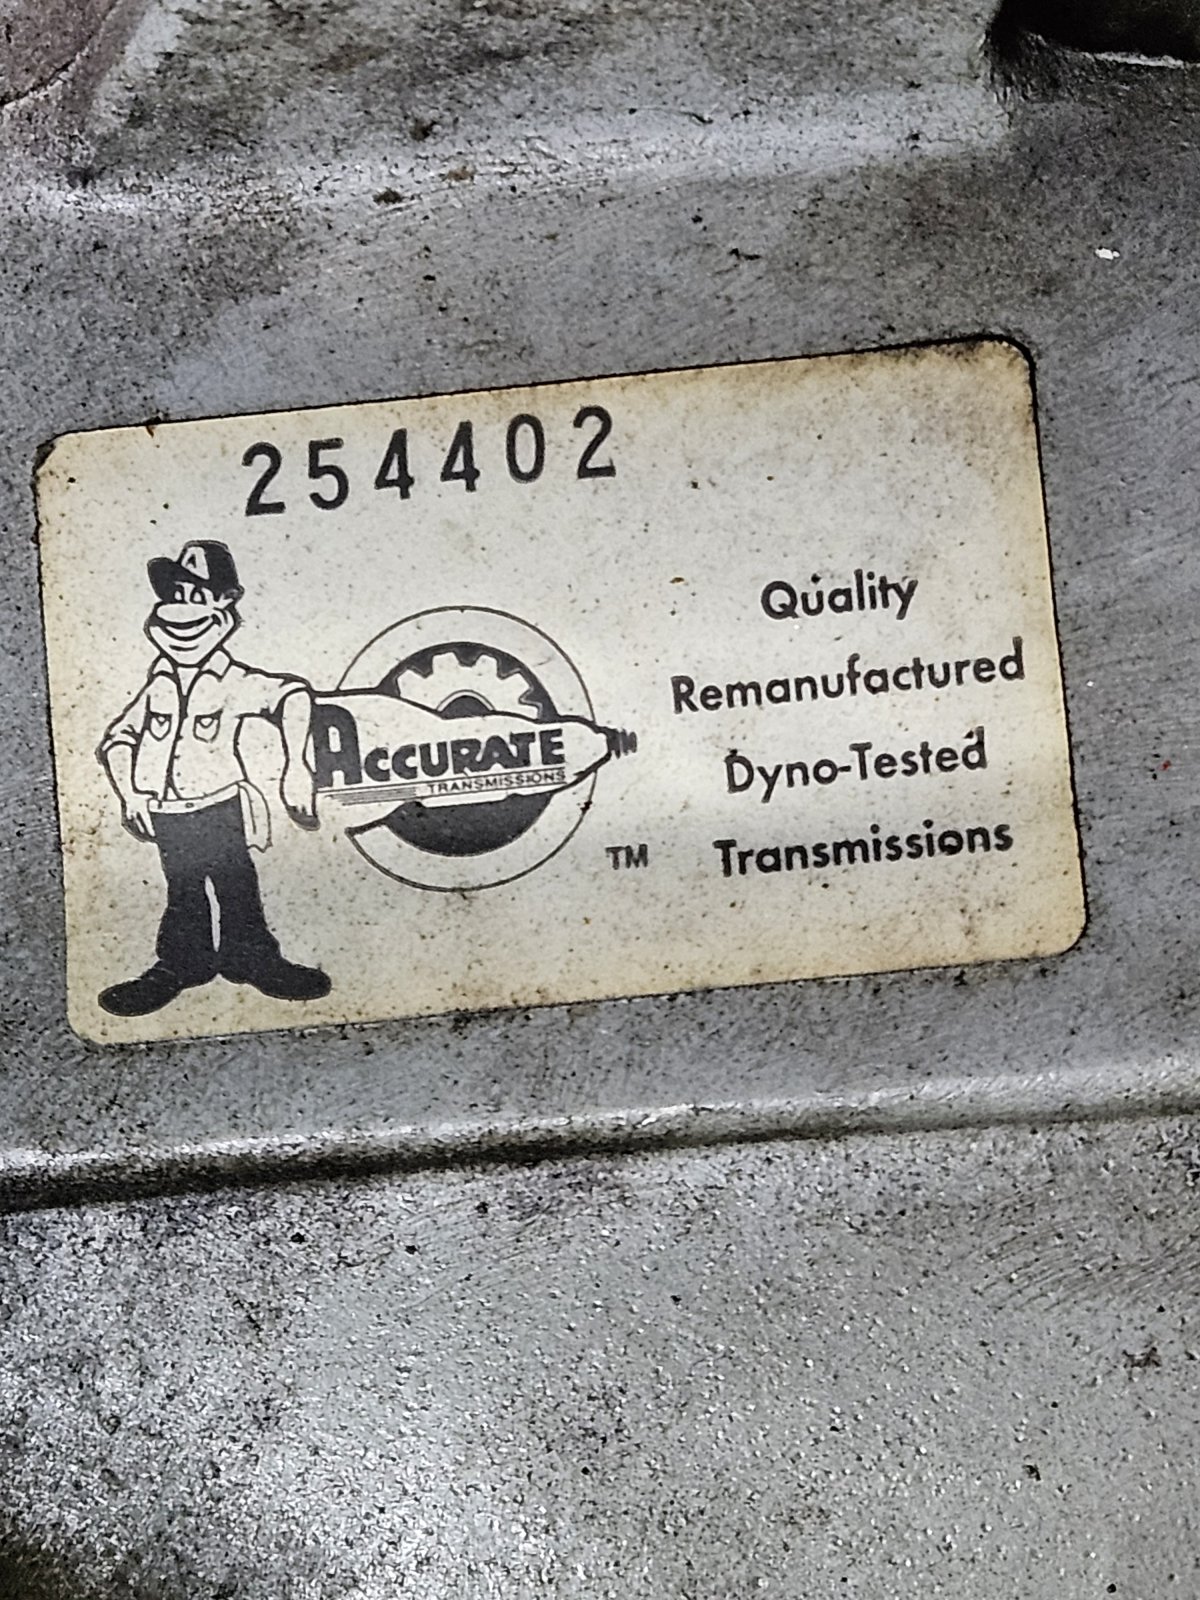 254402
Quality
Remanufactured
Dyno-Tested
Transmissions
ACCURATE
TRANSMISSIONS
TM
A